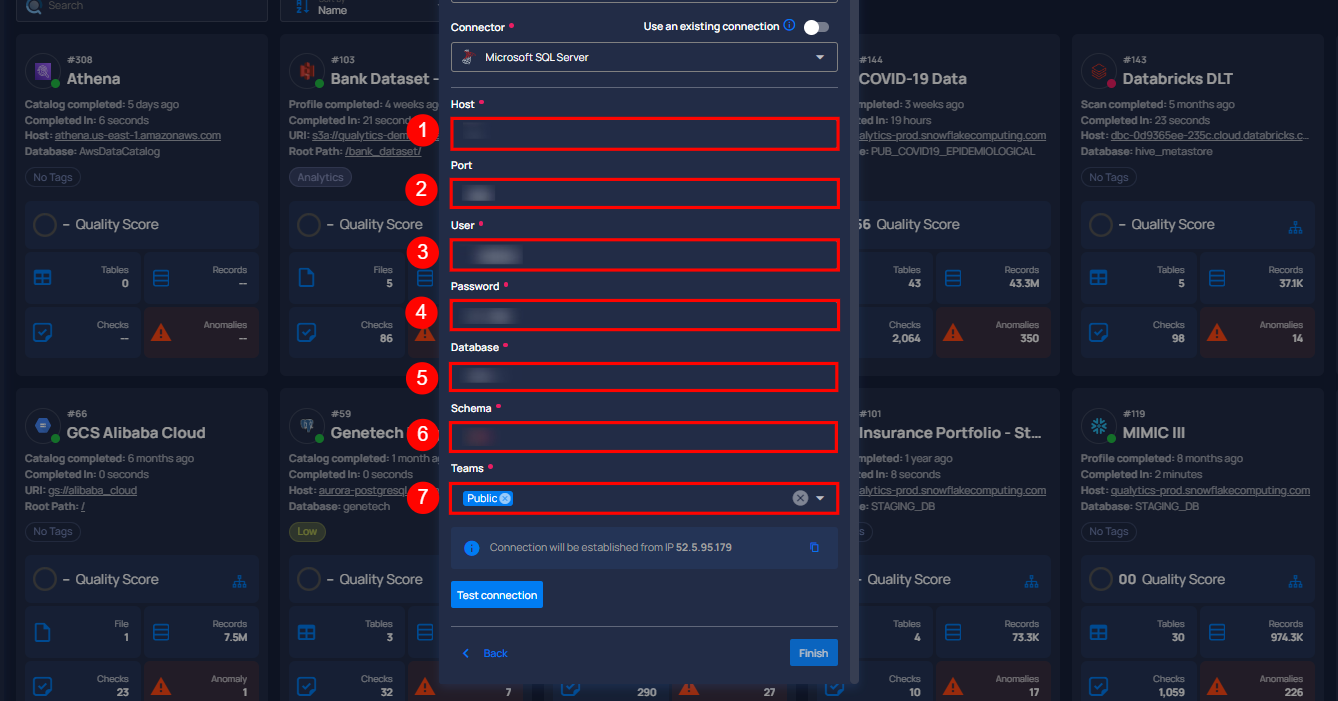 Search
Sort by
Name
Connector *
Use an existing connection
Microsoft SQL Server
Host *
1
Port
2
User *
3
Password *
4
Database *
5
Schema *
6
Teams *
7
Public
Connection will be established from IP 52.5.95.179
Test connection
Back
Finish
#308
Athena
Catalog completed: 5 days ago
Completed In: 6 seconds
Host: athena.us-east-1.amazonaws.com
Database: AwsDataCatalog
No Tags
– Quality Score
Tables
0
Records
--
Checks
--
Anomalies
--
#103
Bank Dataset -
Profile completed: 4 weeks ag
Completed In: 21 second
URI: s3a://qualytics-dem
Root Path: /bank_dataset/
Analytics
– Quality Score
Files
5
Checks
86
#144
COVID-19 Data
mpleted: 3 weeks ago
ed In: 19 hours
alytics-prod.snowflakecomputing.com
e: PUB_COVID19_EPIDEMIOLOGICAL
56 Quality Score
Tables
43
Records
43.3M
Checks
2,064
Anomalies
350
#143
Databricks DLT
Scan completed: 5 months ago
Completed In: 23 seconds
Host: dbc-0d9365ee-235c.cloud.databricks.c...
Database: hive_metastore
No Tags
– Quality Score
Tables
5
Records
37.1K
Checks
98
Anomalies
14
#66
GCS Alibaba Cloud
Catalog completed: 6 months ago
Completed In: 0 seconds
URI: gs://alibaba_cloud
Root Path: /
No Tags
– Quality Score
File
1
Records
7.5M
Checks
23
Anomaly
1
#59
Genetech
Catalog completed: 1 month a
Completed In: 0 seconds
Host: aurora-postgresql
Database: genetech
Low
– Quality Score
Tables
3
Checks
32
7
290
27
#101
Insurance Portfolio - St...
mpleted: 1 year ago
ed In: 8 seconds
alytics-prod.snowflakecomputing.com
e: STAGING_DB
s
– Quality Score
Tables
4
Records
73.3K
Checks
10
Anomalies
17
#119
MIMIC III
Profile completed: 8 months ago
Completed In: 2 minutes
Host: qualytics-prod.snowflakecomputing.com
Database: STAGING_DB
No Tags
00 Quality Score
Tables
30
Records
974.3K
Checks
1,059
Anomalies
226